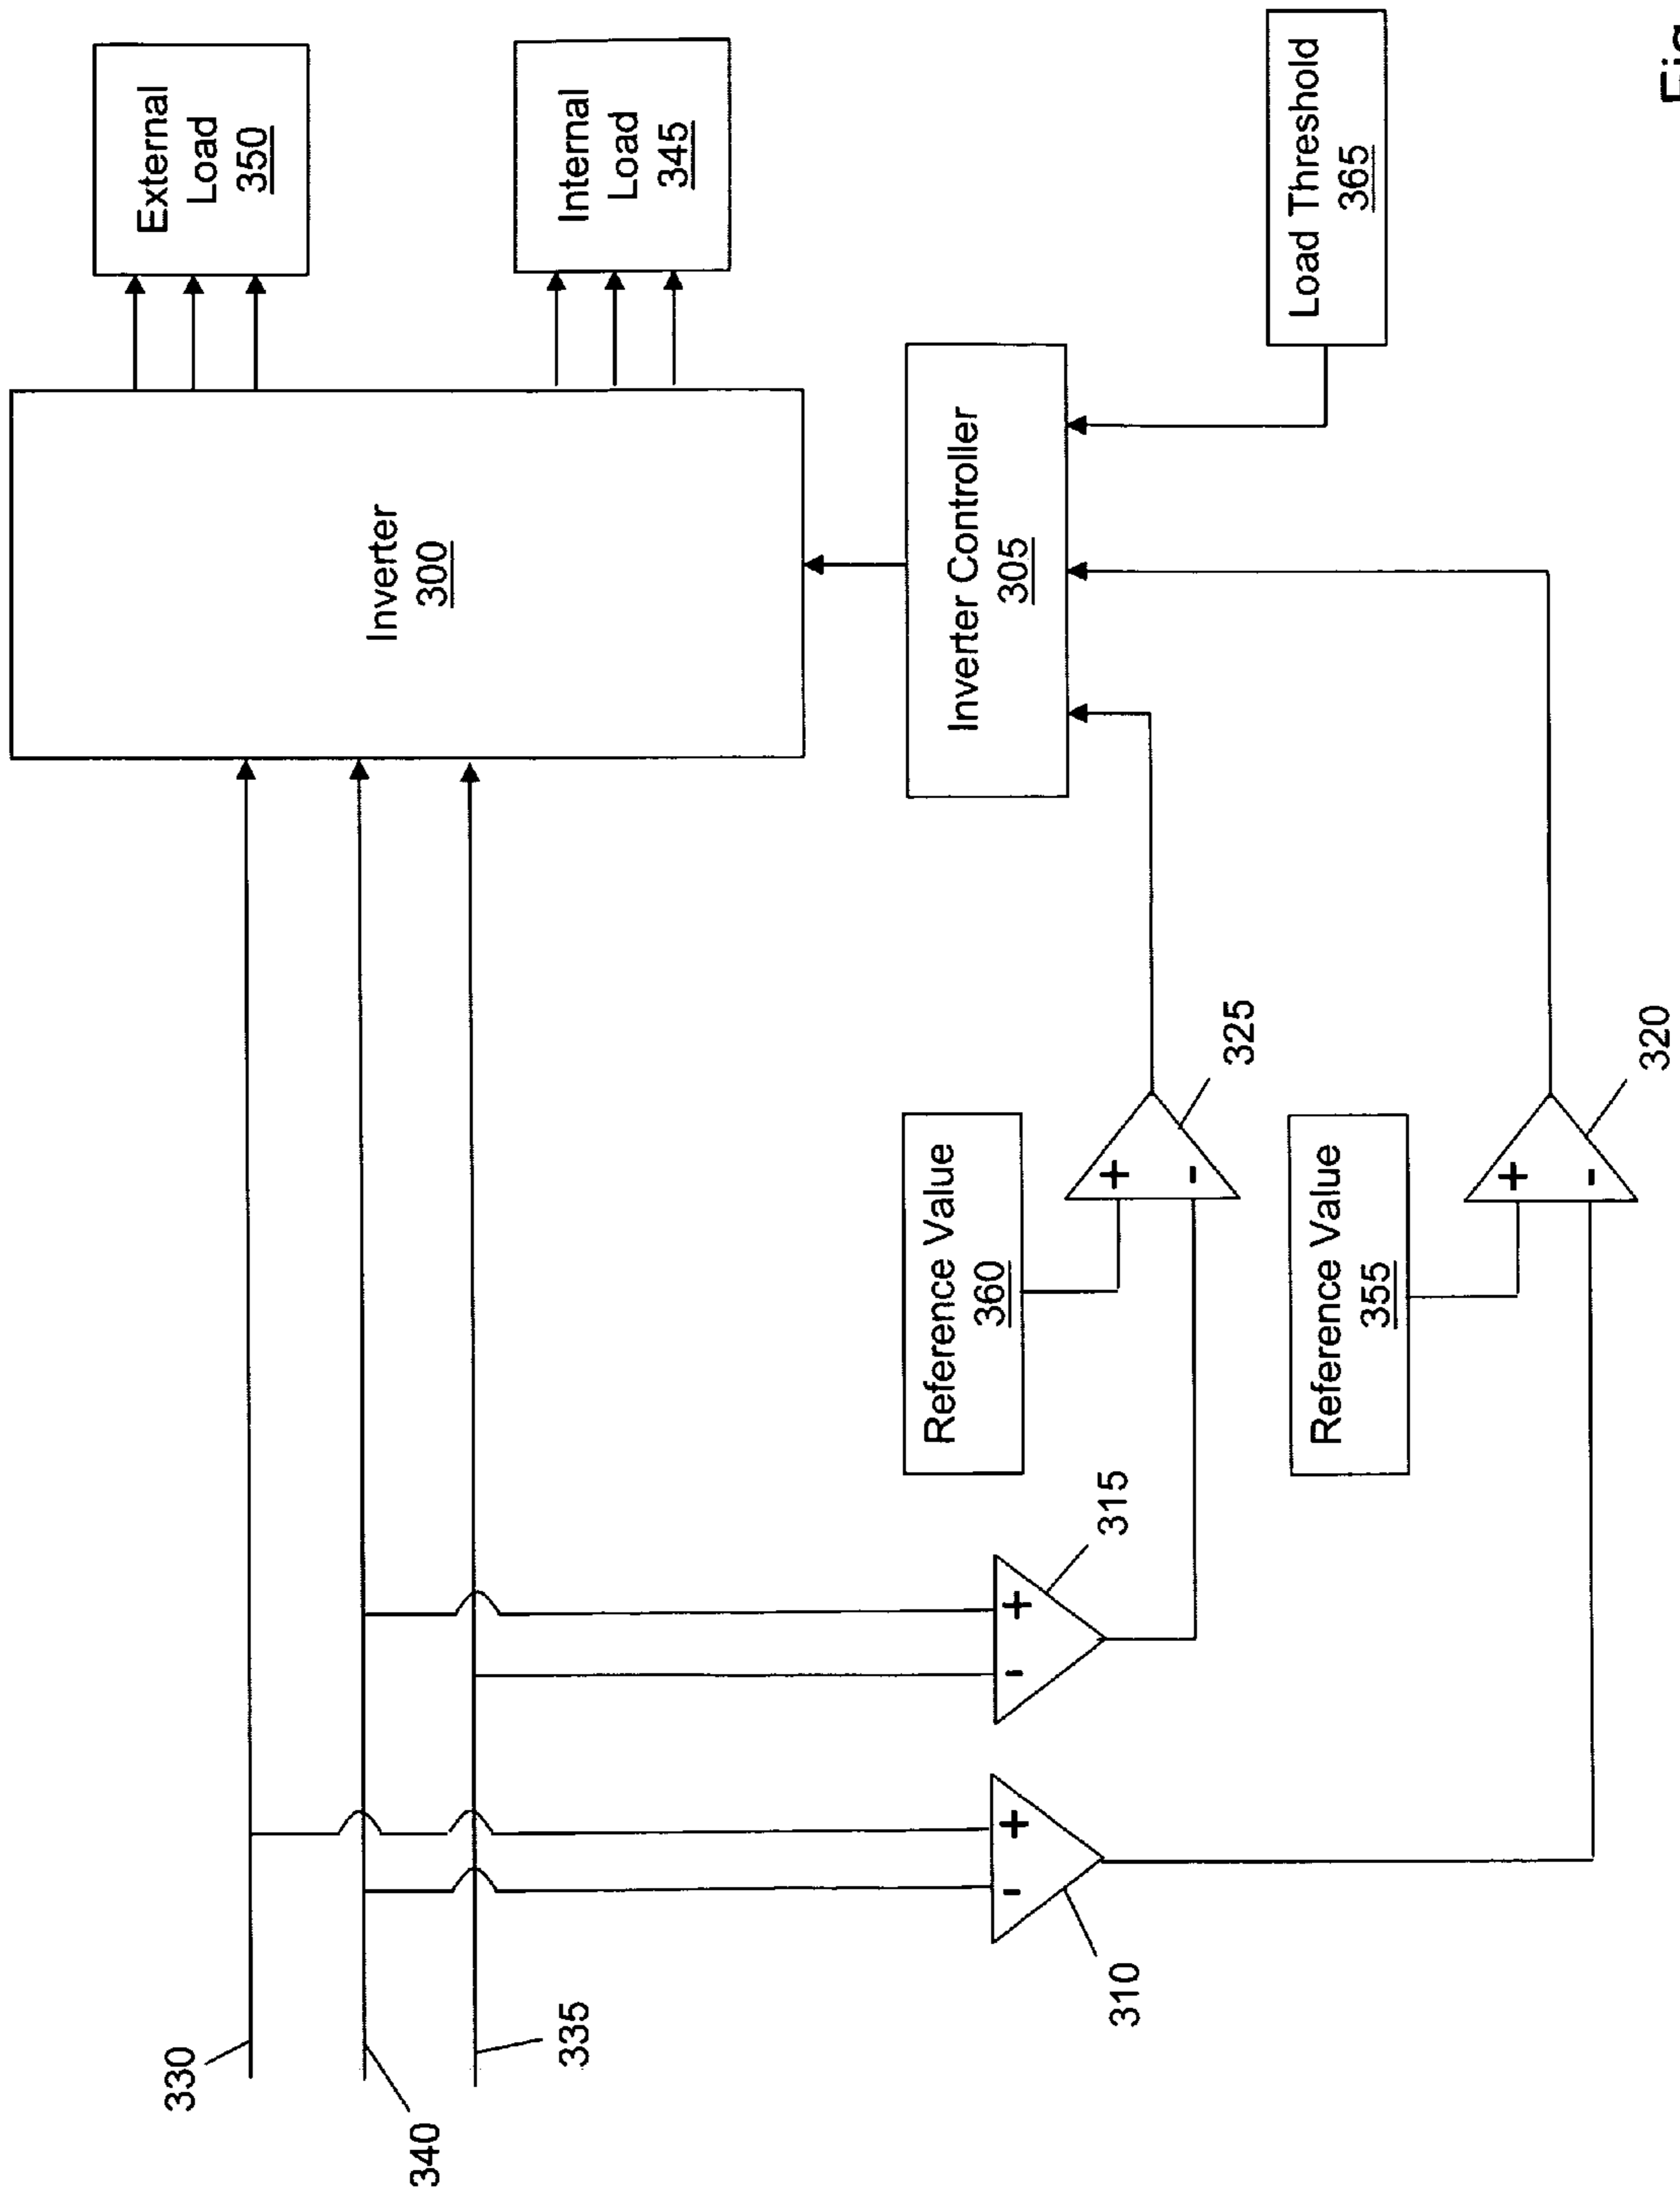 External
Load
350
Internal
Load
345
Inverter
300
Inverter Controller
305
Load Threshold
365
Reference Value
360
+
-
325
Reference Value
355
+
-
320
-
+
315
-
+
310
330
340
335
Fig